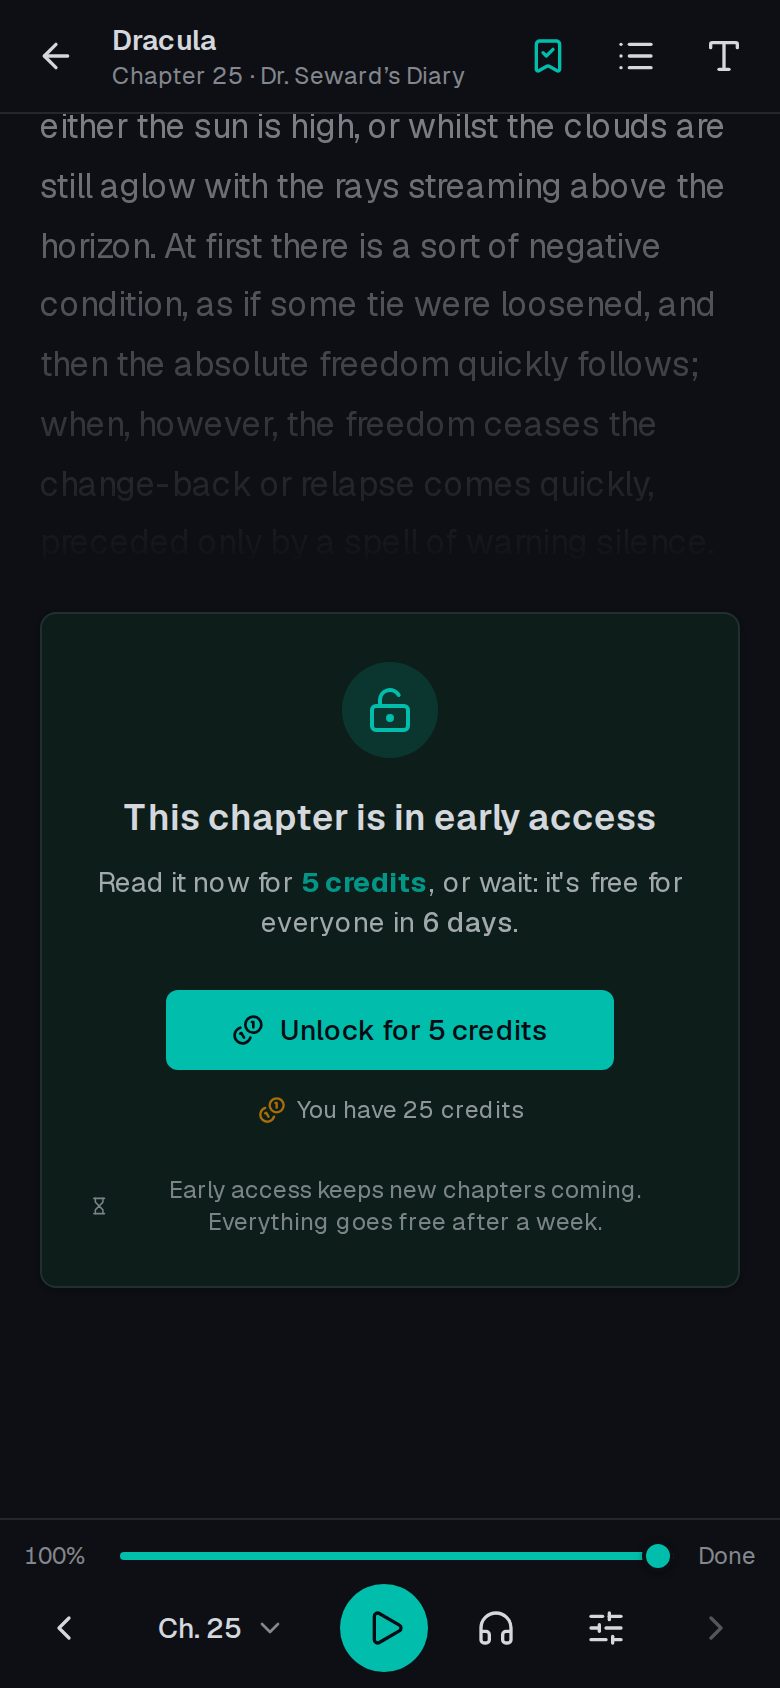 Dracula
Chapter 25 · Dr. Seward’s Diary
either the sun is high, or whilst the clouds are
still aglow with the rays streaming above the
horizon. At first there is a sort of negative
condition, as if some tie were loosened, and
then the absolute freedom quickly follows;
when, however, the freedom ceases the
change-back or relapse comes quickly,
preceded only by a spell of warning silence.
This chapter is in early access
Read it now for 5 credits, or wait: it's free for
everyone in 6 days.
Unlock for 5 credits
You have 25 credits
Early access keeps new chapters coming.
Everything goes free after a week.
100%
Done
Ch. 25